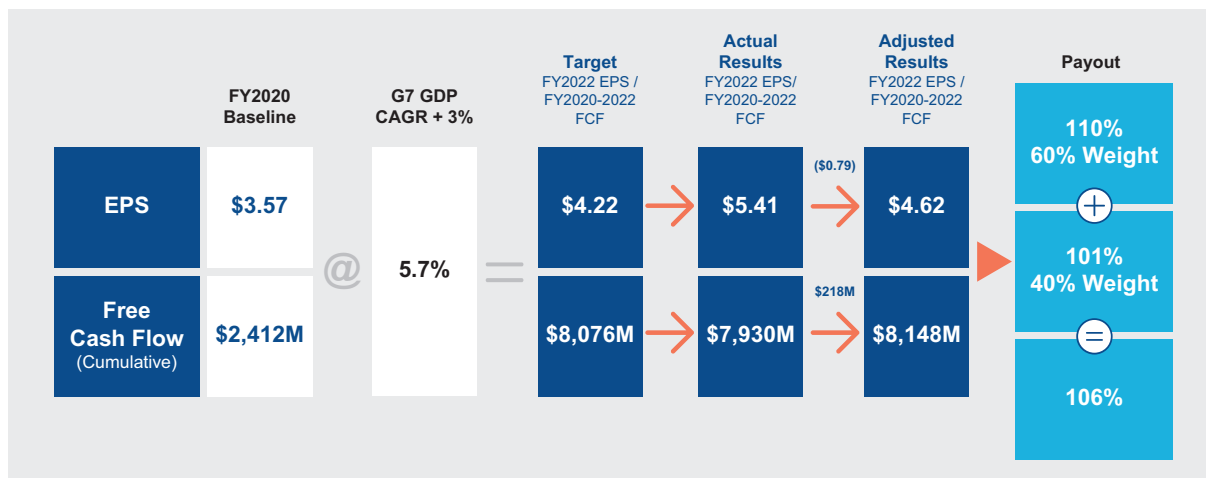 FY2020
Baseline
G7 GDP
CAGR + 3%
Target
FY2022 EPS /
FY2020-2022
FCF
Actual
Results
FY2022 EPS/
FY2020-2022
FCF
Adjusted
Results
FY2022 EPS /
FY2020-2022
FCF
Payout
EPS
$3.57
@
5.7%
=
$4.22
$5.41
($0.79)
$4.62
110%
60% Weight
+
Free
Cash Flow
(Cumulative)
$2,412M
$8,076M
$7,930M
$218M
$8,148M
101%
40% Weight
=
106%